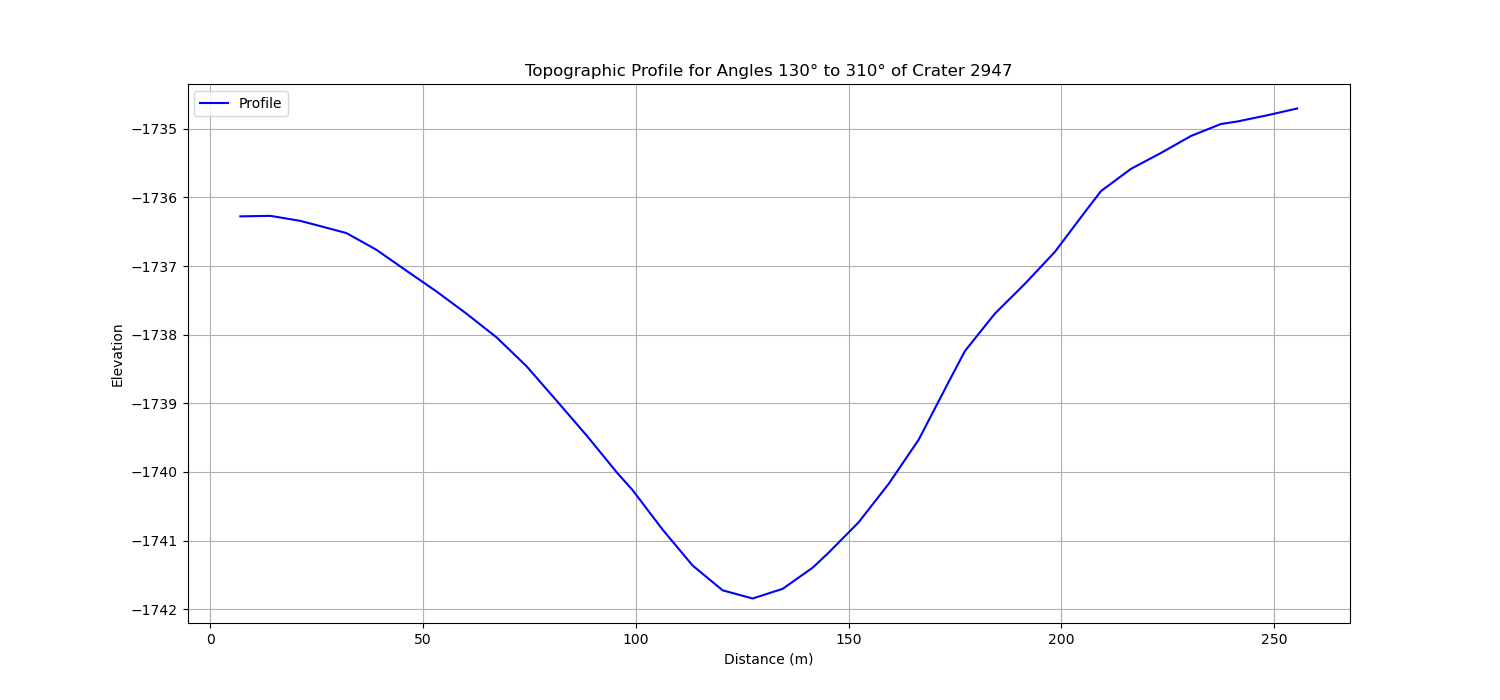 Topographic Profile for Angles 130° to 310° of Crater 2947
Profile
−1735
−1736
−1737
−1738
−1739
−1740
−1741
−1742
Elevation
0 50 100 150 200 250
Distance (m)